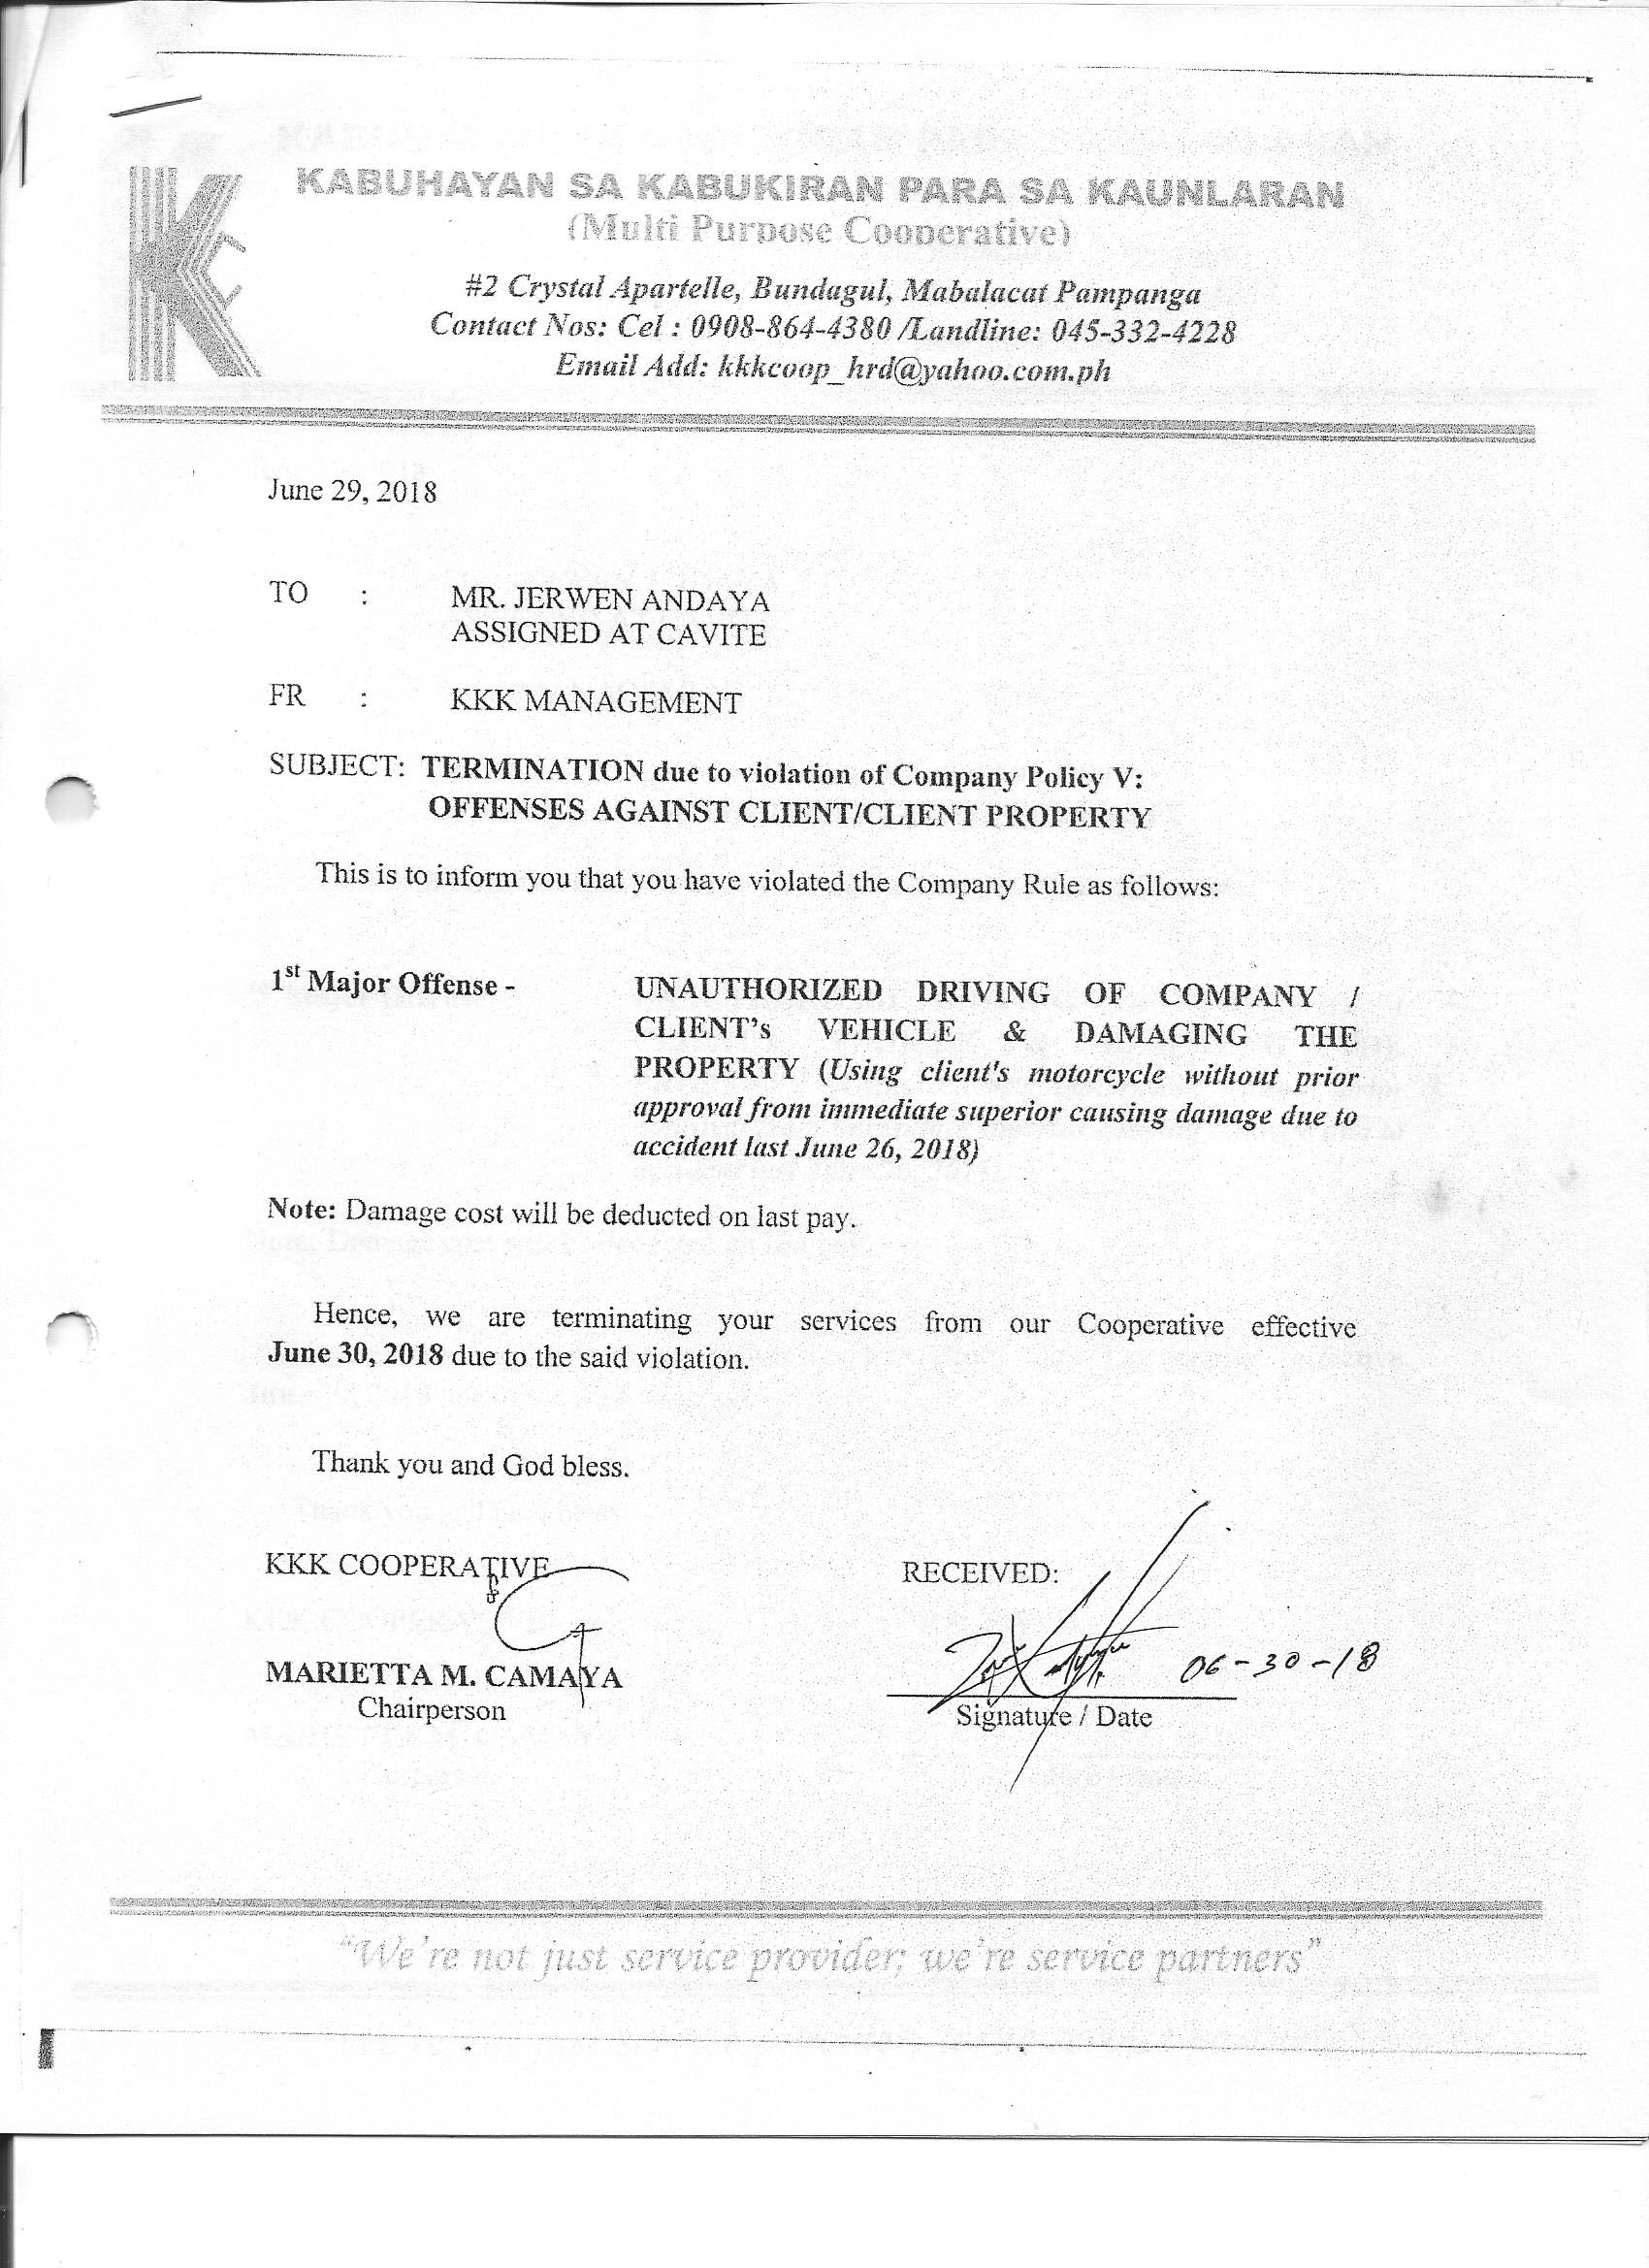 KABUHAYAN SA KABUKIRAN PARA SA KAUNLARAN
(Multi Purpose Cooperative)
#2 Crystal Apartelle, Bundagul, Mabalacat Pampanga
Contact Nos: Cel : 0908-864-4380 /Landline: 045-332-4228
Email Add: kkkcoop_hrd@yahoo.com.ph
June 29, 2018
TO : MR. JERWEN ANDAYA
ASSIGNED AT CAVITE
FR : KKK MANAGEMENT
SUBJECT: TERMINATION due to violation of Company Policy V:
OFFENSES AGAINST CLIENT/CLIENT PROPERTY
This is to inform you that you have violated the Company Rule as follows:
1st Major Offense - UNAUTHORIZED DRIVING OF COMPANY /
CLIENT's VEHICLE & DAMAGING THE
PROPERTY (Using client's motorcycle without prior
approval from immediate superior causing damage due to
accident last June 26, 2018)
Note: Damage cost will be deducted on last pay.
Hence, we are terminating your services from our Cooperative effective
June 30, 2018 due to the said violation.
Thank you and God bless.
KKK COOPERATIVE RECEIVED:
MARIETTA M. CAMAYA 06-30-18
Chairperson Signature / Date
"We're not just service provider; we're service partners"